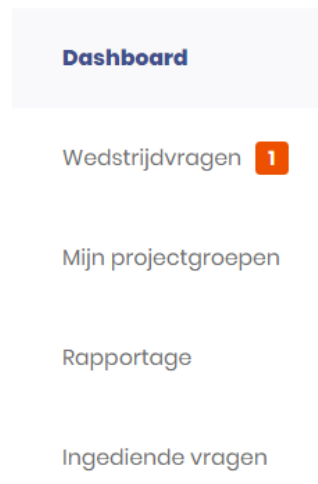 Dashboard
Wedstrijdvragen 1
Mijn projectgroepen
Rapportage
Ingediende vragen